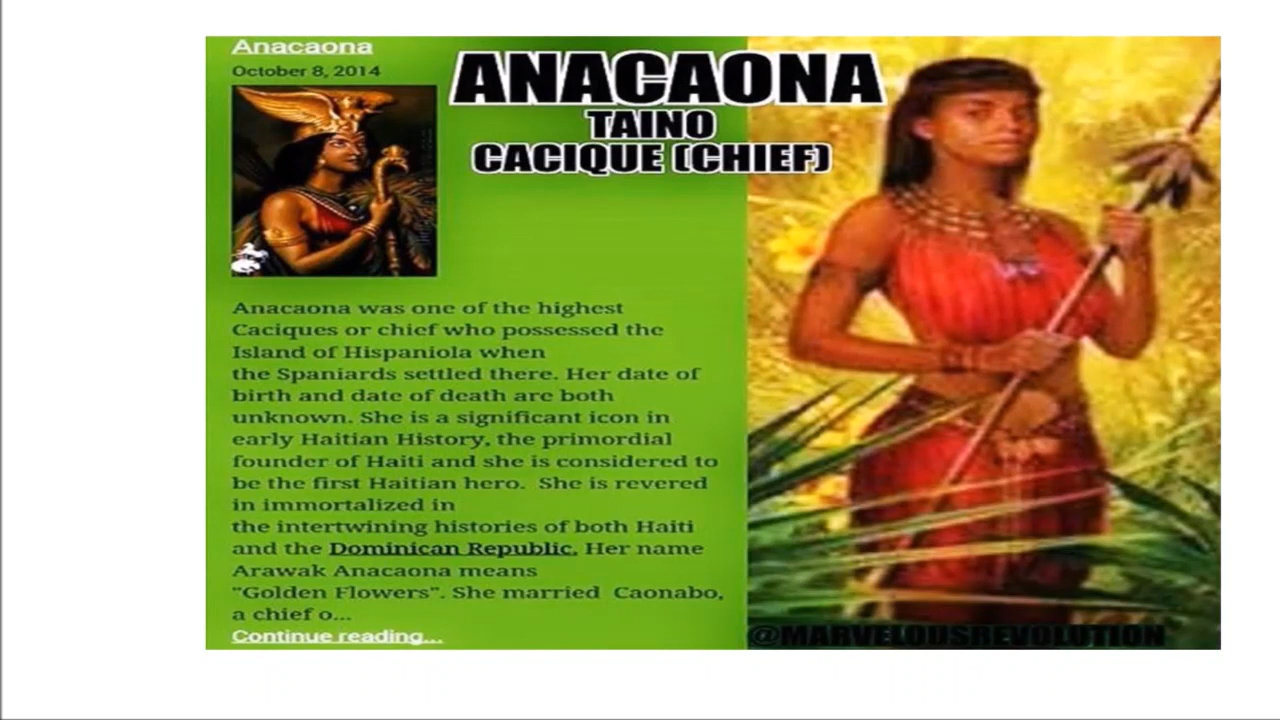 Anacaona
October 8, 2014
ANACAONA
TAINO
CACIQUE (CHIEF)
Anacaona was one of the highest
Caciques or chief who possessed the
Island of Hispaniola when
the Spaniards settled there. Her date of
birth and date of death are both
unknown. She is a significant icon in
early Haitian History, the primordial
founder of Haiti and she is considered to
be the first Haitian hero.  She is revered
in immortalized in
the intertwining histories of both Haiti
and the Dominican Republic. Her name
Arawak Anacaona means
"Golden Flowers". She married  Caonabo,
a chief o...
Continue reading...
@MARVELOUSREVOLUTION